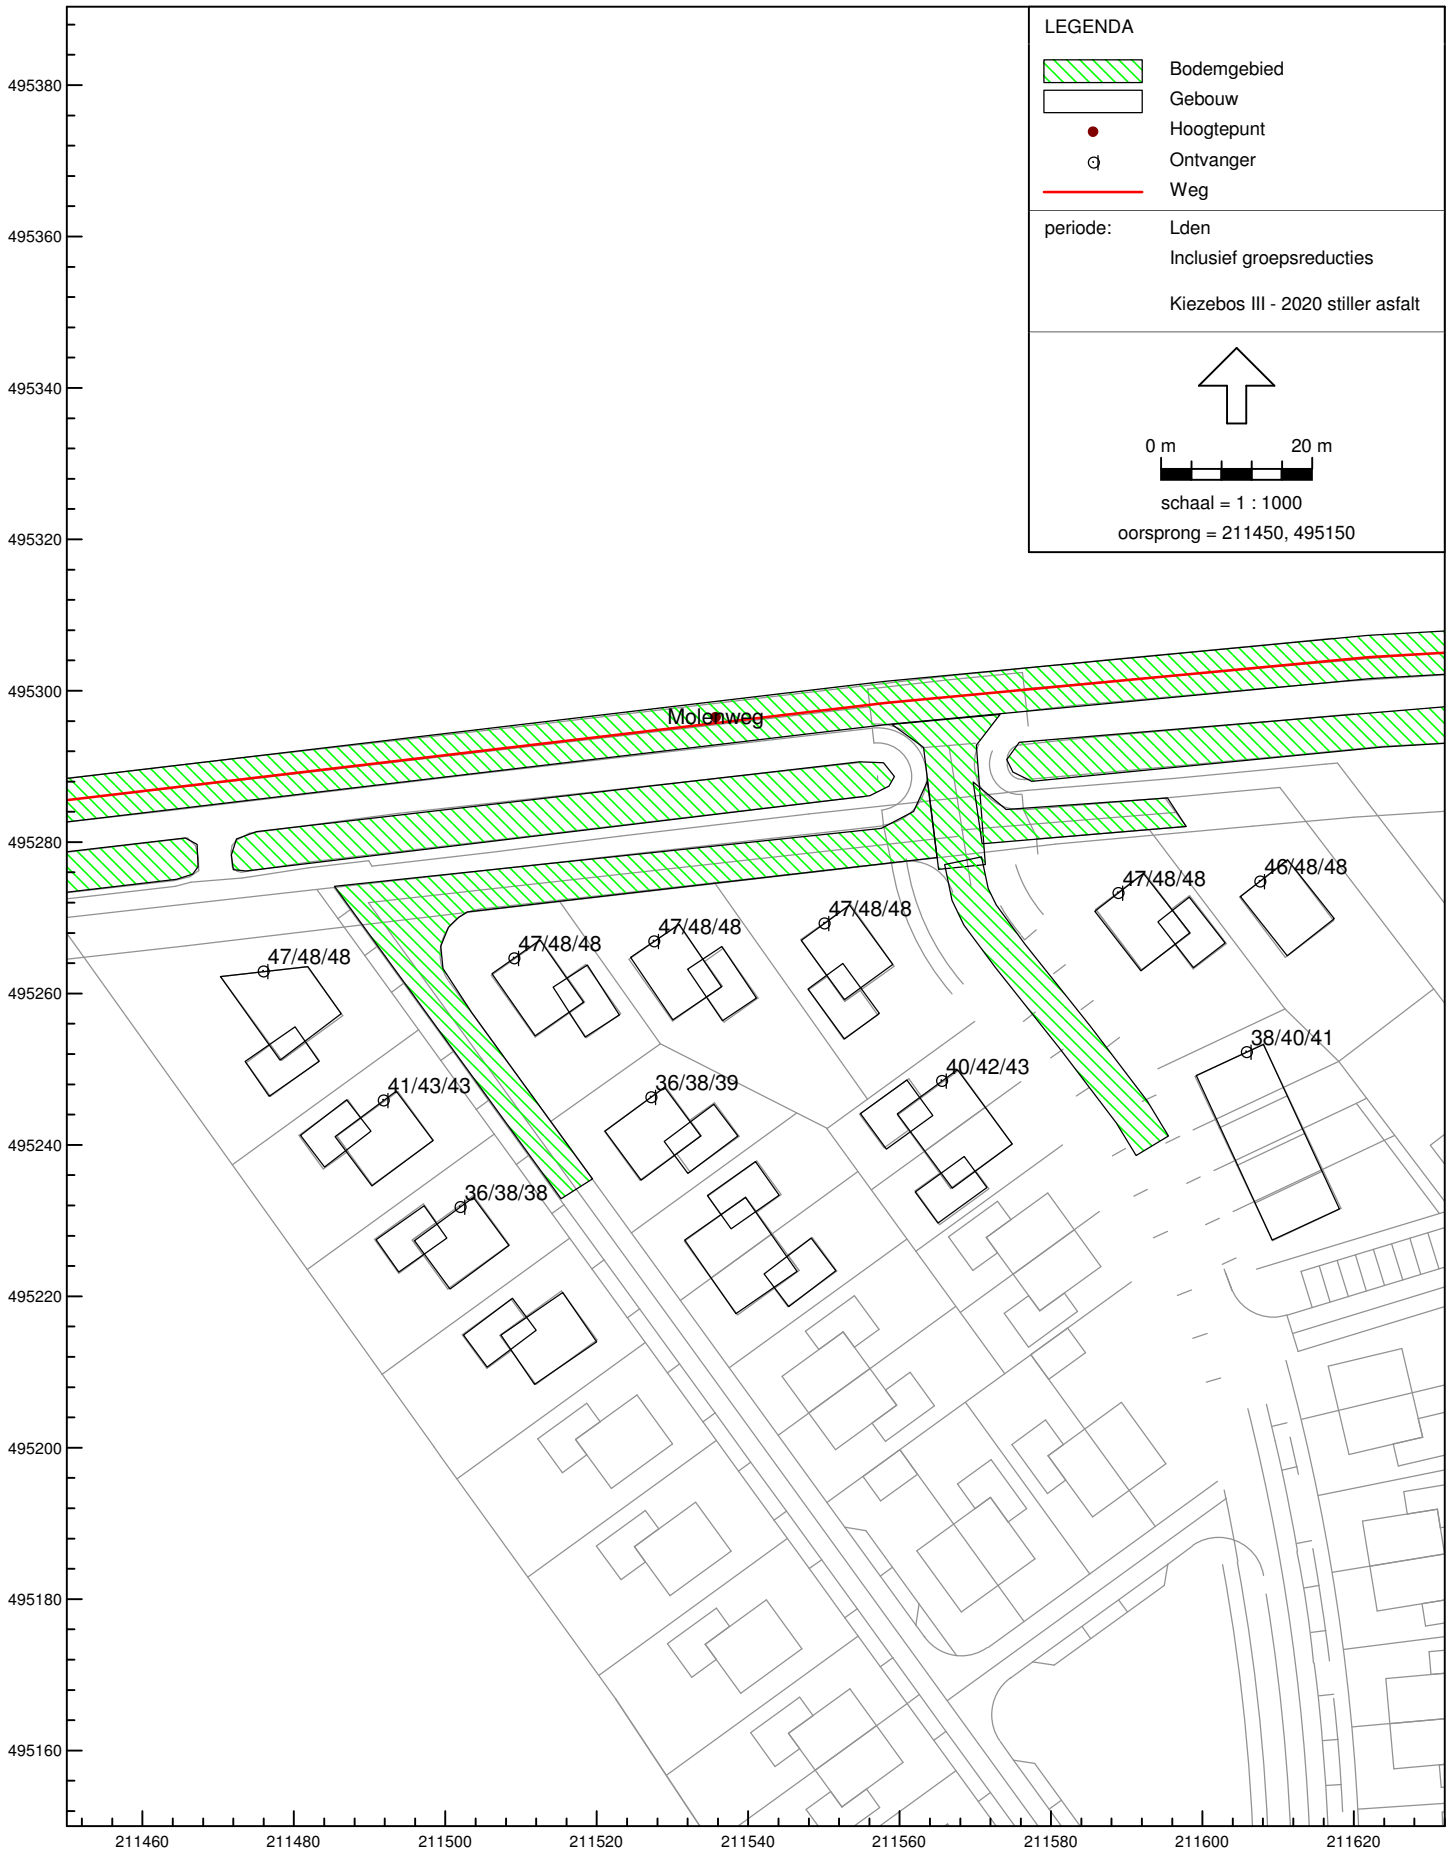 LEGENDA
Bodemgebied
Gebouw
Hoogtepunt
Ontvanger
Weg
periode: Lden
Inclusief groepsreducties
Kiezebos III - 2020 stiller asfalt
0 m 20 m
schaal = 1 : 1000
oorsprong = 211450, 495150
495380
495360
495340
495320
495300
Molenweg
495280
46/48/48
47/48/48
47/48/48
47/48/48
47/48/48
47/48/48
495260
38/40/41
40/42/43
36/38/39
41/43/43
495240
36/38/38
495220
495200
495180
495160
211460 211480 211500 211520 211540 211560 211580 211600 211620